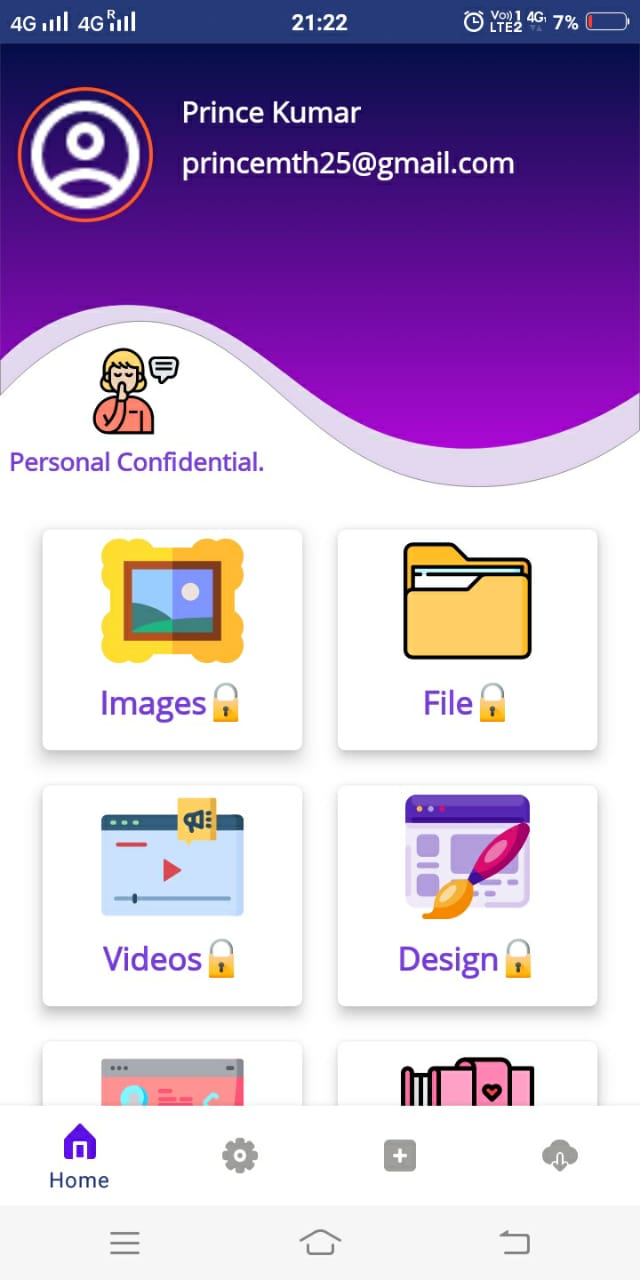 4G 4G R 21:22 Vo) 1 4G 7%
LTE2
Prince Kumar
princemth25@gmail.com
Personal Confidential.
Images File
Videos Design
Home